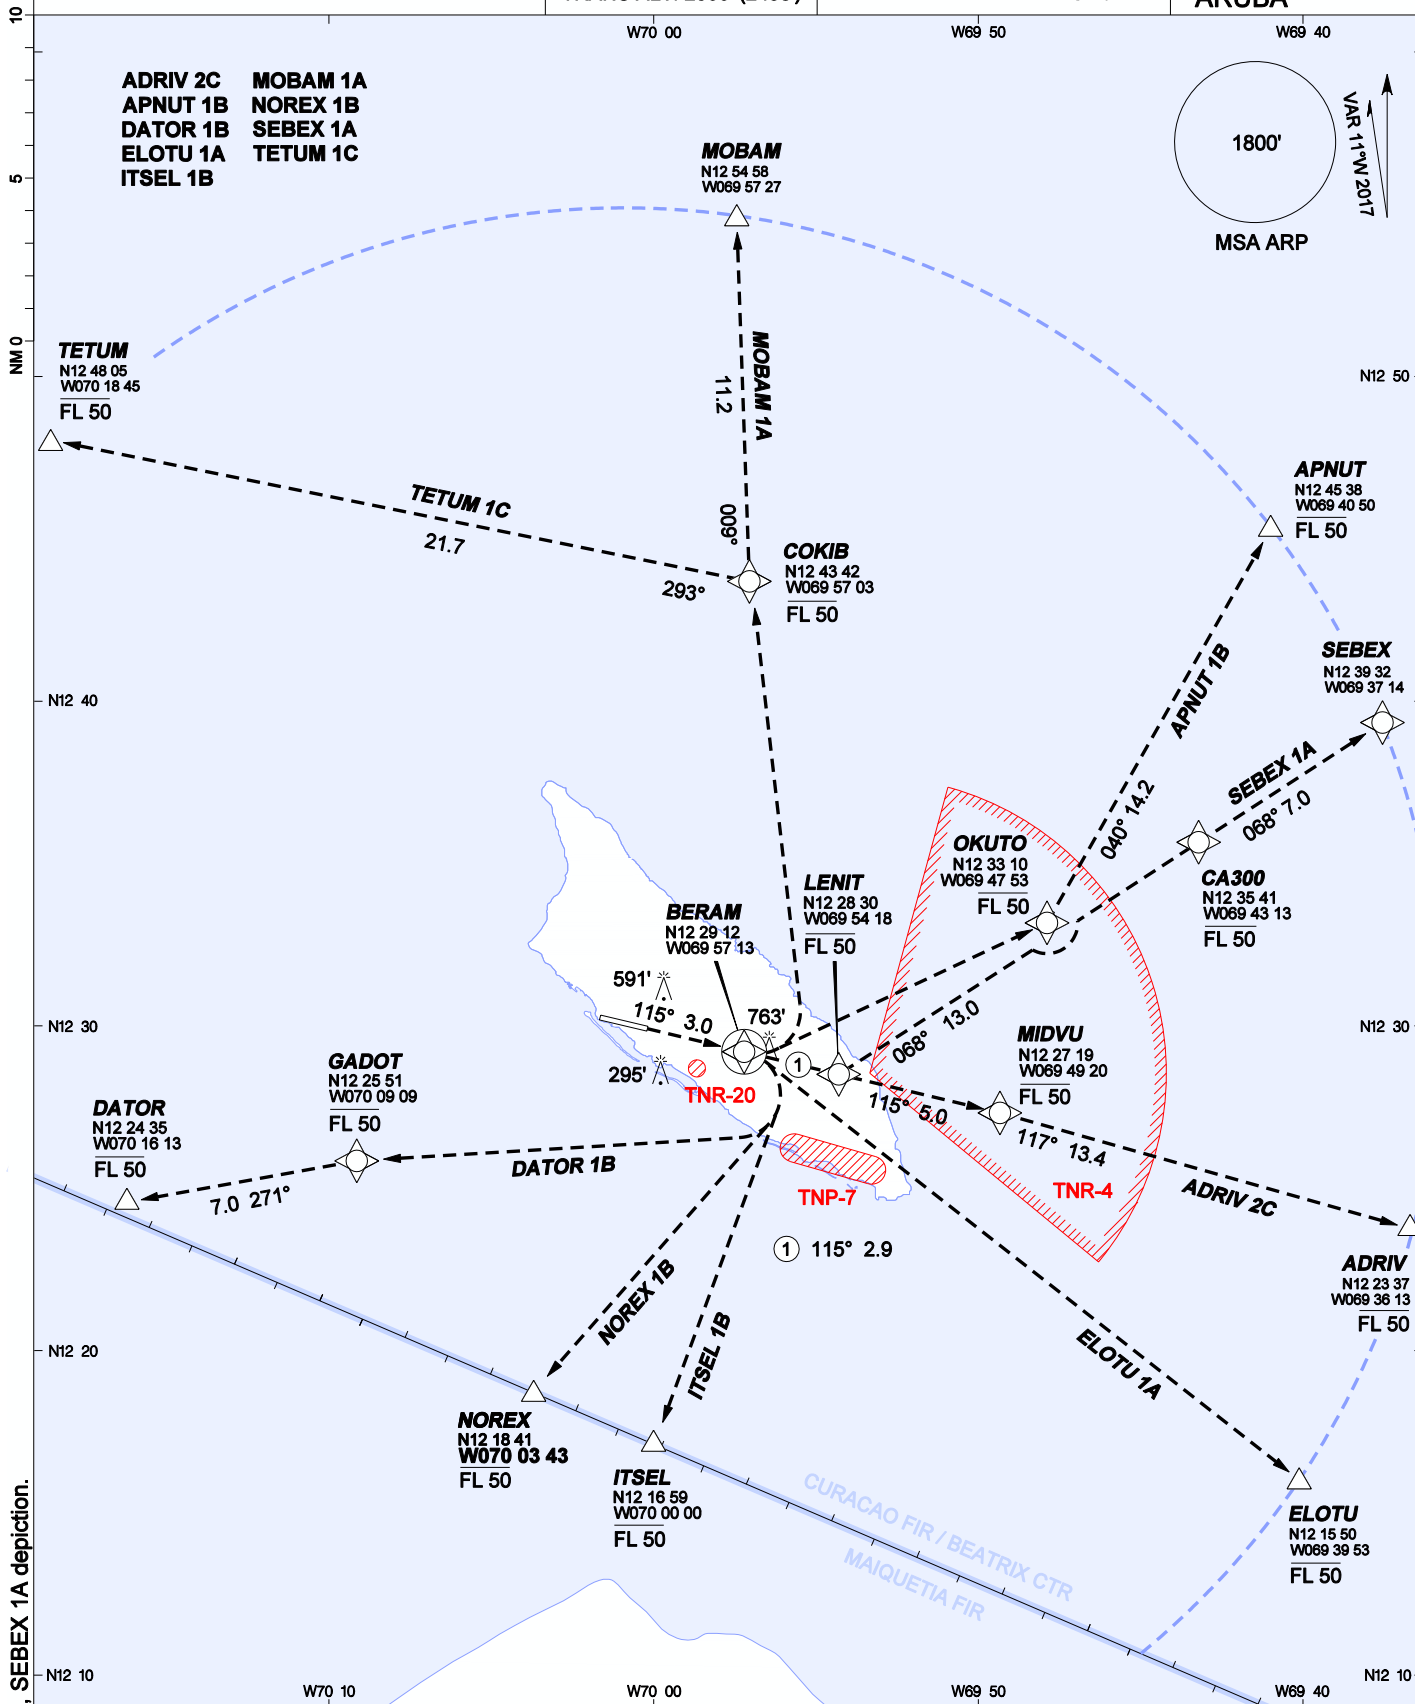 ARUBA
10
W70 00
W69 50
W69 40
ADRIV 2C MOBAM 1A
APNUT 1B NOREX 1B
DATOR 1B SEBEX 1A
ELOTU 1A TETUM 1C
ITSEL 1B
1800'
MSA ARP
VAR 11°W 2017
5
NM 0
MOBAM
N12 54 58
W069 57 27
TETUM
N12 48 05
W070 18 45
FL 50
N12 50
MOBAM 1A
11.2
009°
TETUM 1C
21.7
293°
COKIB
N12 43 42
W069 57 03
FL 50
APNUT
N12 45 38
W069 40 50
FL 50
SEBEX
N12 39 32
W069 37 14
N12 40
APNUT 1B
040° 14.2
SEBEX 1A
068° 7.0
OKUTO
N12 33 10
W069 47 53
FL 50
CA300
N12 35 41
W069 43 13
FL 50
LENIT
N12 28 30
W069 54 18
FL 50
BERAM
N12 29 12
W069 57 13
591'
115° 3.0
763'
295'
TNR-20
N12 30
N12 30
1
068° 13.0
MIDVU
N12 27 19
W069 49 20
FL 50
115° 5.0
117° 13.4
GADOT
N12 25 51
W070 09 09
FL 50
DATOR
N12 24 35
W070 16 13
FL 50
7.0 271°
DATOR 1B
TNP-7
TNR-4
ADRIV 2C
1 115° 2.9
ADRIV
N12 23 37
W069 36 13
FL 50
NOREX 1B
ITSEL 1B
ELOTU 1A
N12 20
NOREX
N12 18 41
W070 03 43
FL 50
ITSEL
N12 16 59
W070 00 00
FL 50
CURACAO FIR / BEATRIX CTR
MAIQUETIA FIR
ELOTU
N12 15 50
W069 39 53
FL 50
SEBEX 1A depiction.
N12 10
N12 10
W70 10
W70 00
W69 50
W69 40